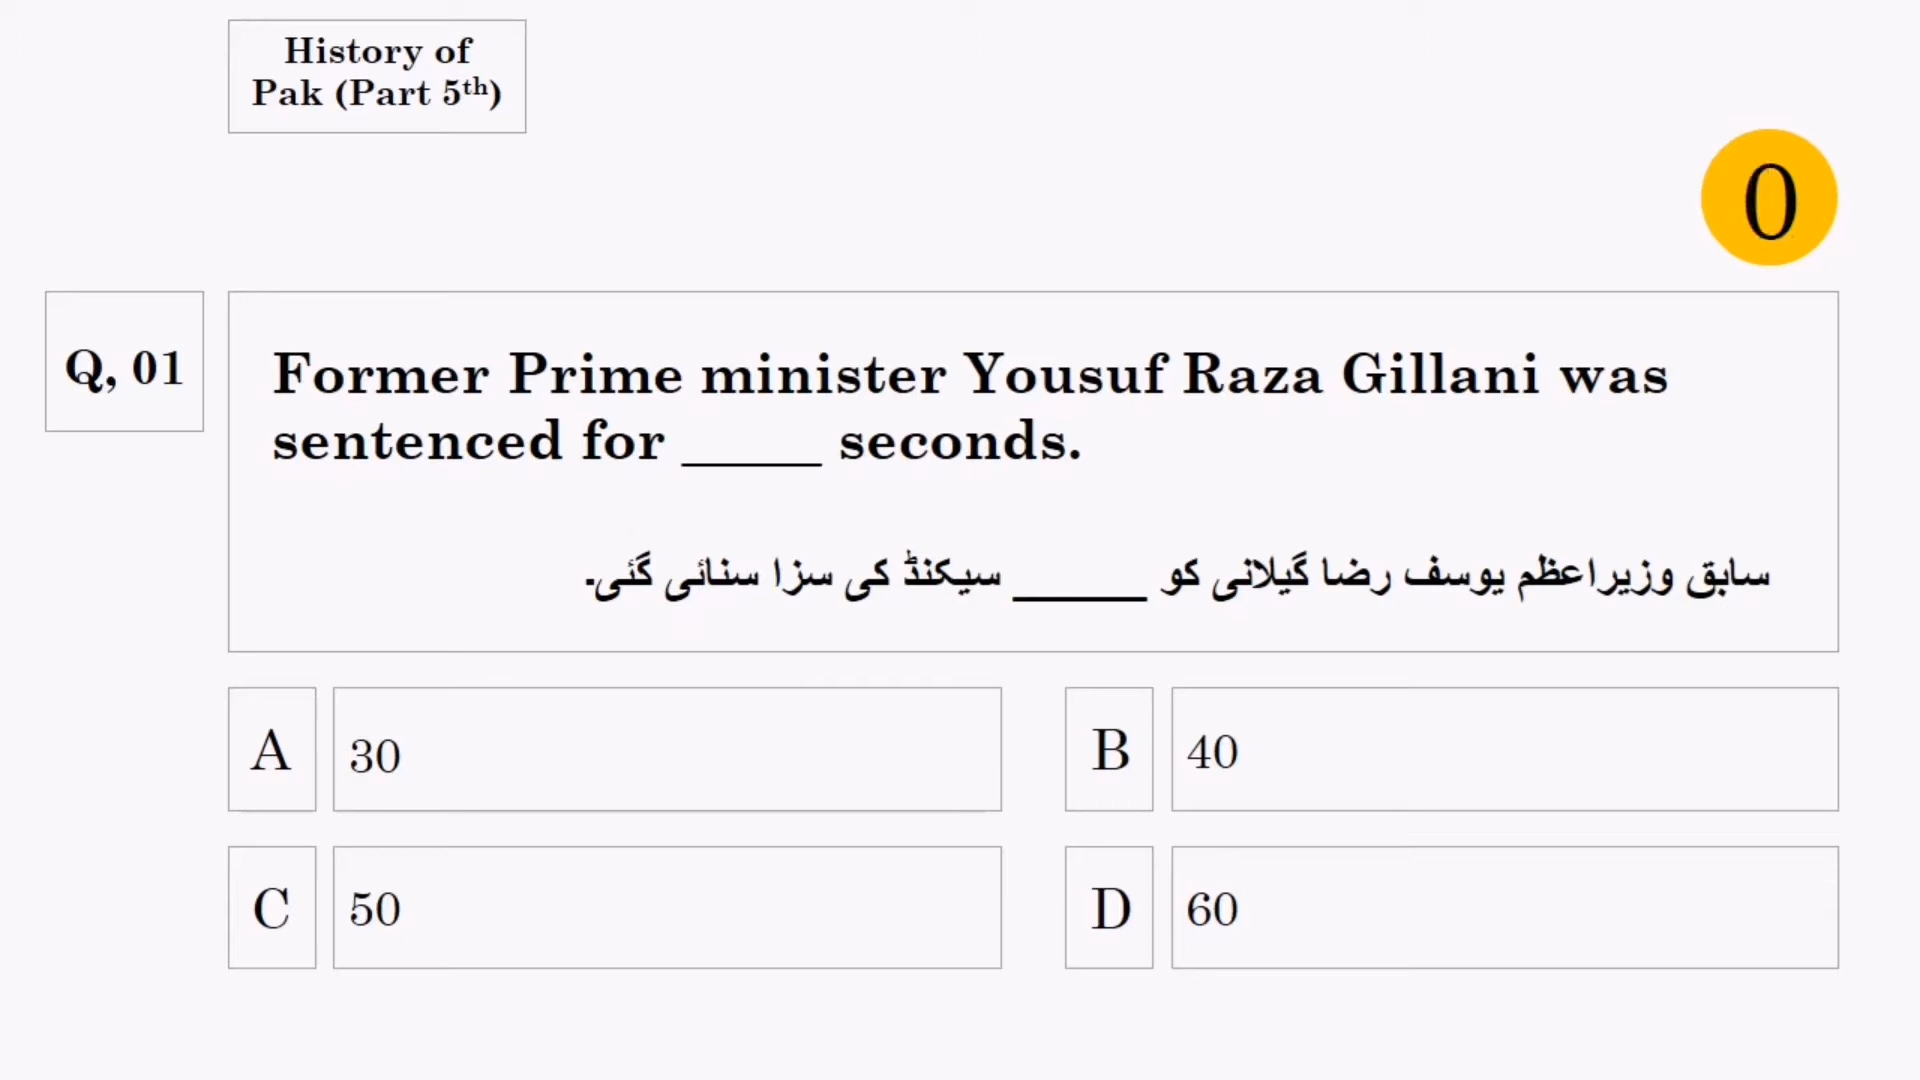 History of
Pak (Part 5th)
0
Q, 01
Former Prime minister Yousuf Raza Gillani was
sentenced for _____ seconds.
سابق وزیراعظم یوسف رضا گیلانی کو ______ سیکنڈ کی سزا سنائی گئی۔
A
30
B
40
C
50
D
60